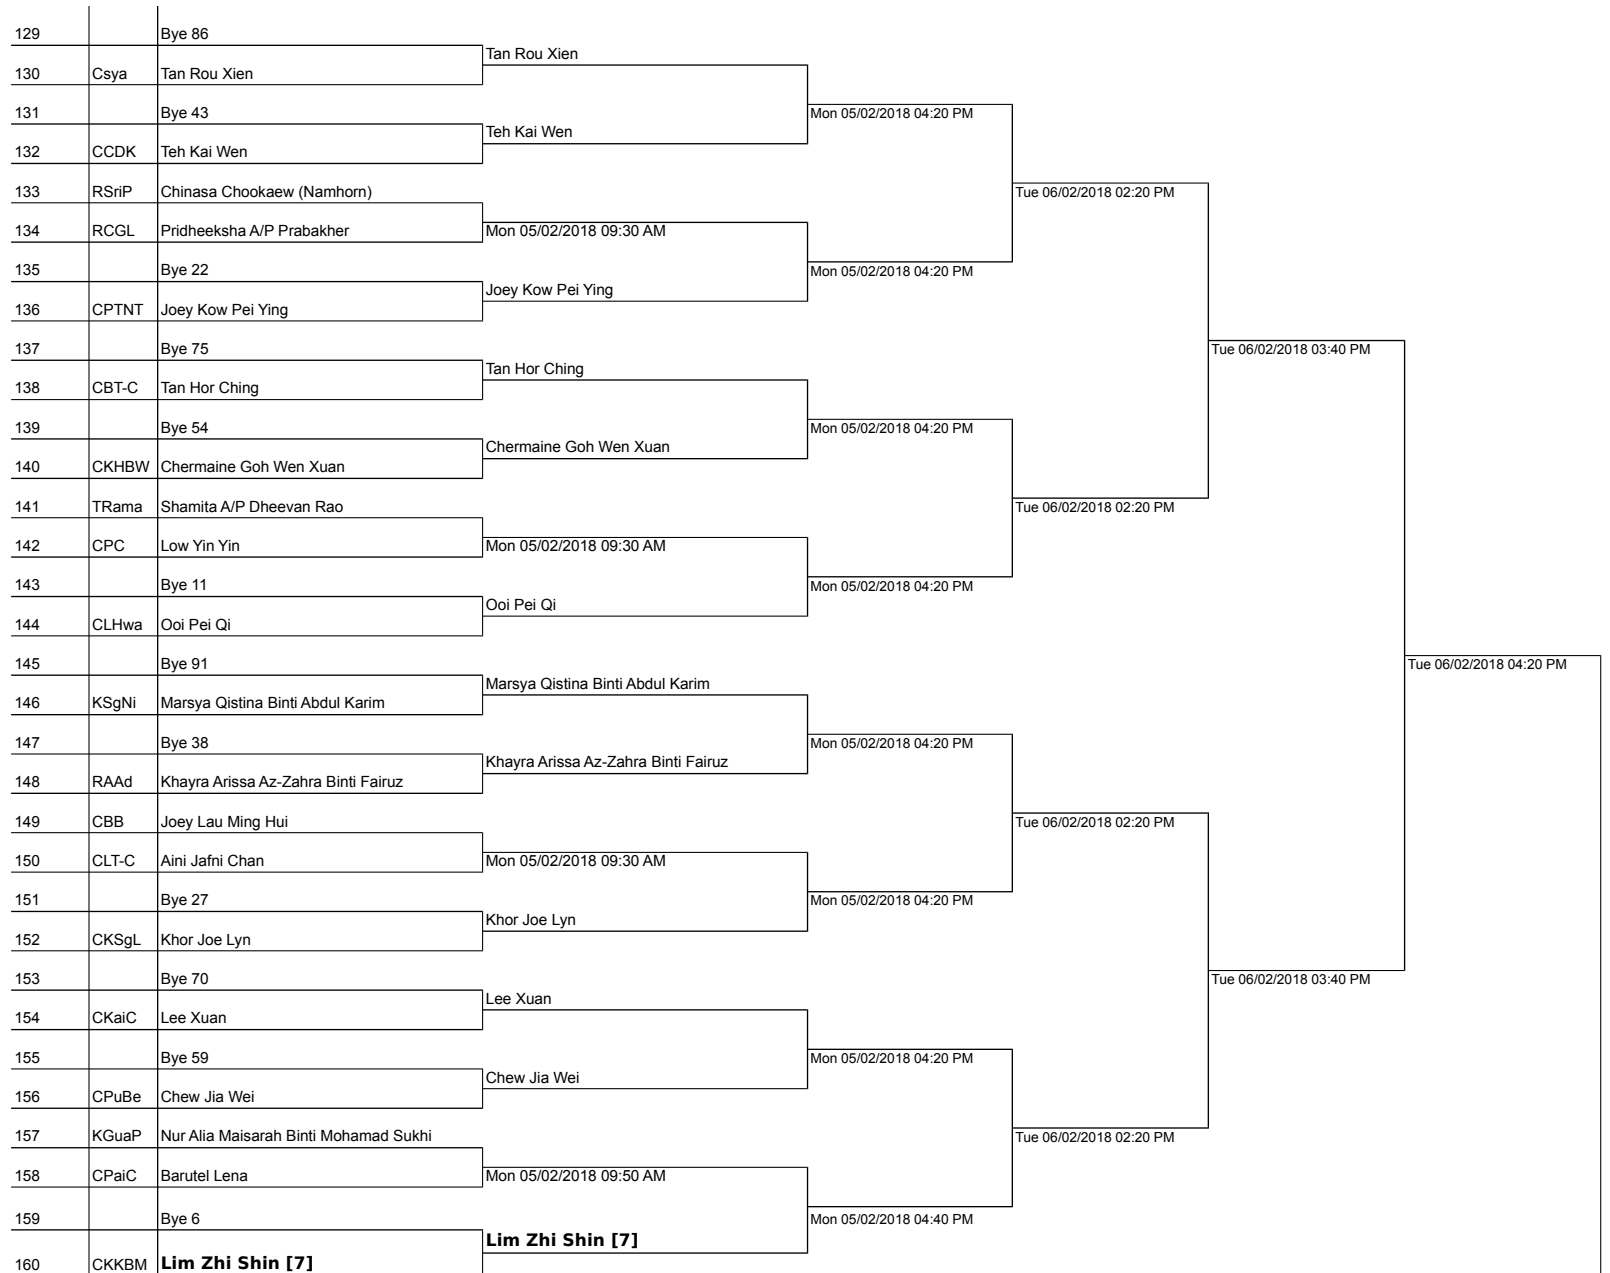 129 Bye 86
Tan Rou Xien
130 Csya Tan Rou Xien
131 Bye 43 Mon 05/02/2018 04:20 PM
Teh Kai Wen
132 CCDK Teh Kai Wen
133 RSriP Chinasa Chookaew (Namhorn) Tue 06/02/2018 02:20 PM
134 RCGL Pridheeksha A/P Prabakher Mon 05/02/2018 09:30 AM
135 Bye 22 Mon 05/02/2018 04:20 PM
Joey Kow Pei Ying
136 CPTNT Joey Kow Pei Ying
137 Bye 75 Tue 06/02/2018 03:40 PM
Tan Hor Ching
138 CBT-C Tan Hor Ching
139 Bye 54 Mon 05/02/2018 04:20 PM
Chermaine Goh Wen Xuan
140 CKHBW Chermaine Goh Wen Xuan
141 TRama Shamita A/P Dheevan Rao Tue 06/02/2018 02:20 PM
142 CPC Low Yin Yin Mon 05/02/2018 09:30 AM
143 Bye 11 Mon 05/02/2018 04:20 PM
Ooi Pei Qi
144 CLHwa Ooi Pei Qi
145 Bye 91 Tue 06/02/2018 04:20 PM
Marsya Qistina Binti Abdul Karim
146 KSgNi Marsya Qistina Binti Abdul Karim
147 Bye 38 Mon 05/02/2018 04:20 PM
Khayra Arissa Az-Zahra Binti Fairuz
148 RAAd Khayra Arissa Az-Zahra Binti Fairuz
149 CBB Joey Lau Ming Hui Tue 06/02/2018 02:20 PM
150 CLT-C Aini Jafni Chan Mon 05/02/2018 09:30 AM
151 Bye 27 Mon 05/02/2018 04:20 PM
Khor Joe Lyn
152 CKSgL Khor Joe Lyn
153 Bye 70 Tue 06/02/2018 03:40 PM
Lee Xuan
154 CKaiC Lee Xuan
155 Bye 59 Mon 05/02/2018 04:20 PM
Chew Jia Wei
156 CPuBe Chew Jia Wei
157 KGuaP Nur Alia Maisarah Binti Mohamad Sukhi Tue 06/02/2018 02:20 PM
158 CPaiC Barutel Lena Mon 05/02/2018 09:50 AM
159 Bye 6 Mon 05/02/2018 04:40 PM
Lim Zhi Shin [7]
160 CKKBM Lim Zhi Shin [7]